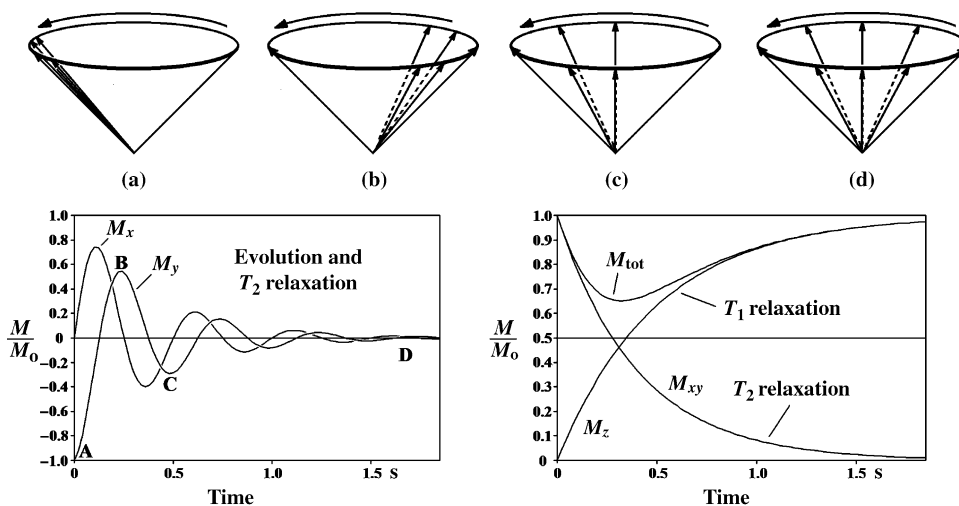 (a) (b) (c) (d)
1.0
0.8
0.6
0.4
0.2
0
−0.2
−0.4
−0.6
−0.8
−1.0
M
M₀
Mx
B My
Evolution and
T₂ relaxation
C
D
A
0 0.5 1.0 1.5 s
Time
1.0
0.9
0.8
0.7
0.6
0.5
0.4
0.3
0.2
0.1
0
M
M₀
Mtot
T₁ relaxation
Mxy
T₂ relaxation
Mz
0 0.5 1.0 1.5 s
Time